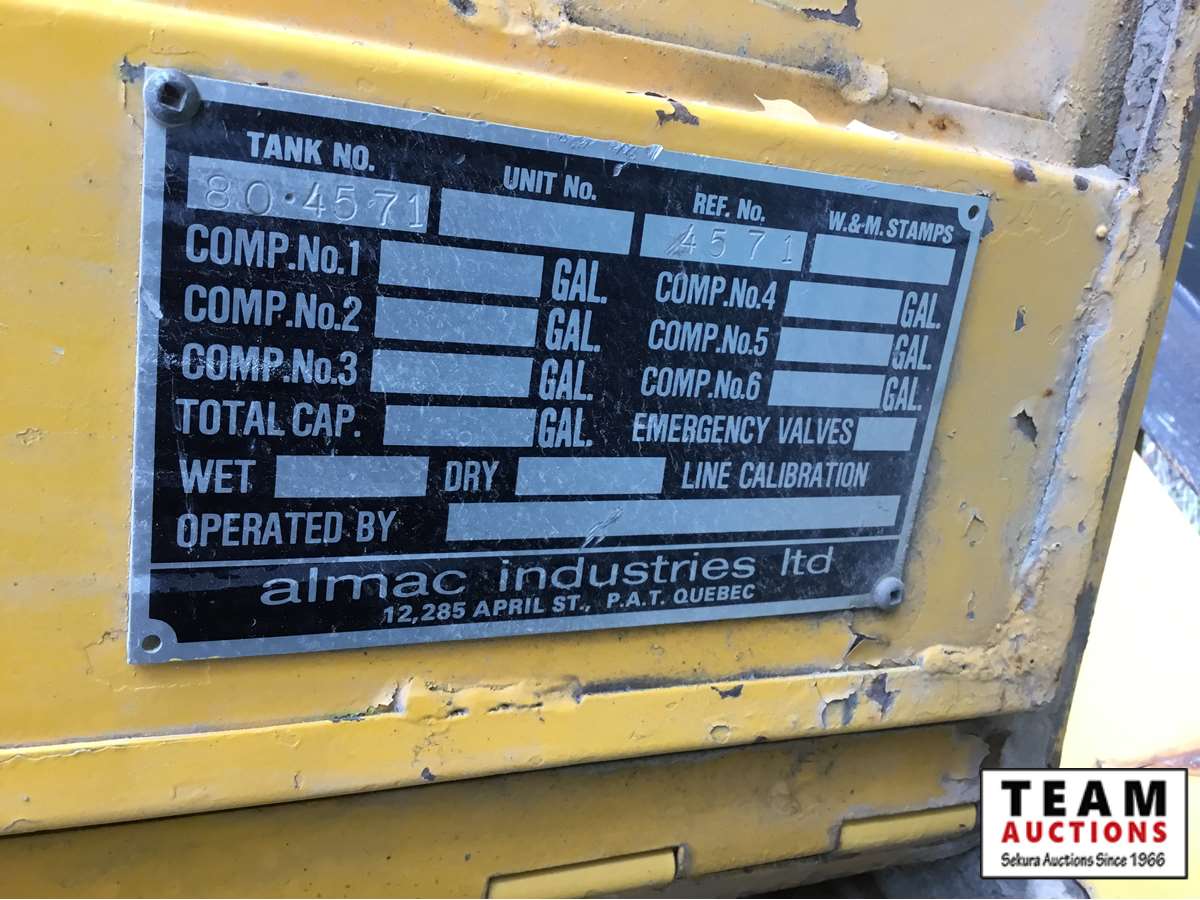 TANK NO. UNIT No. REF. No. W.&M. STAMPS
80·4571 4571
COMP.No.1 GAL. COMP.No.4 GAL.
COMP.No.2 GAL. COMP.No.5 GAL.
COMP.No.3 GAL. COMP.No.6 GAL.
TOTAL CAP. GAL. EMERGENCY VALVES
WET DRY LINE CALIBRATION
OPERATED BY
almac industries ltd
12,285 APRIL ST., P.A.T. QUEBEC
TEAM
AUCTIONS
Sekura Auctions Since 1966